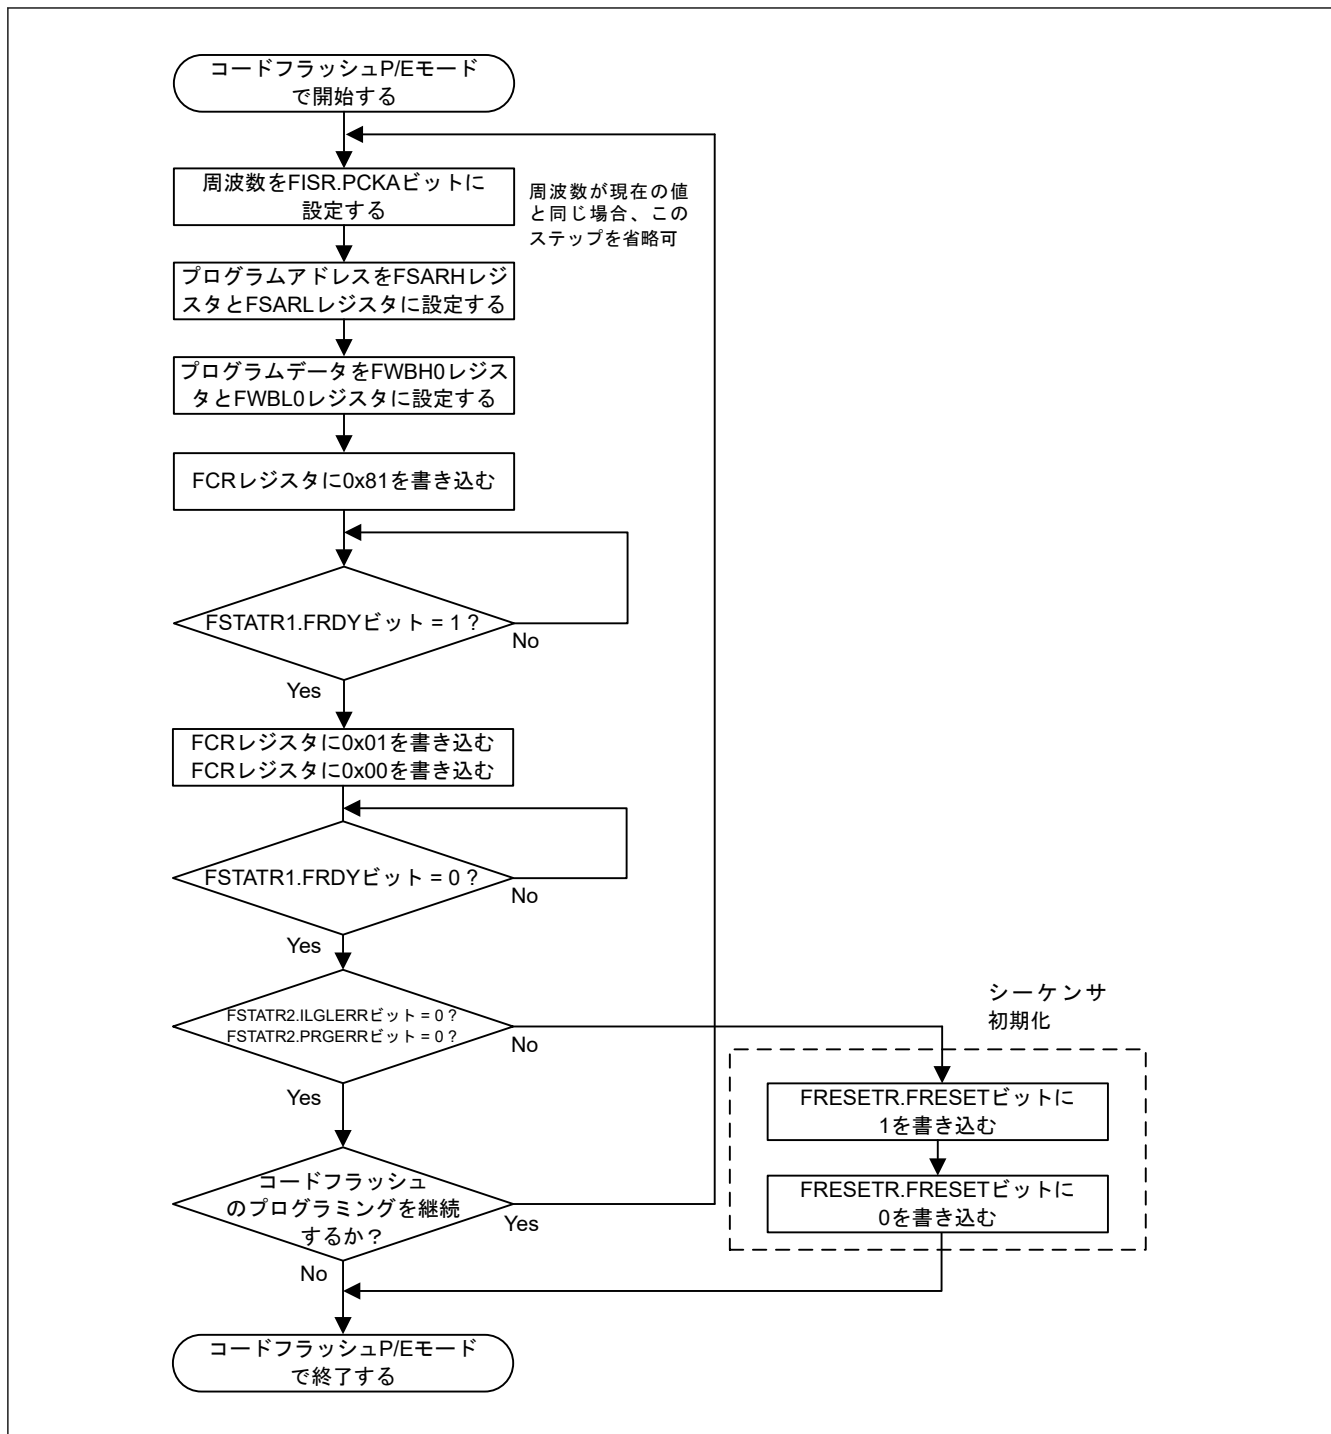 コードフラッシュP/Eモード
で開始する
周波数をFISR.PCKAビットに
設定する
周波数が現在の値
と同じ場合、この
ステップを省略可
プログラムアドレスをFSARHレジ
スタとFSARLレジスタに設定する
プログラムデータをFWBH0レジス
タとFWBL0レジスタに設定する
FCRレジスタに0x81を書き込む
FSTATR1.FRDYビット = 1 ?
No
Yes
FCRレジスタに0x01を書き込む
FCRレジスタに0x00を書き込む
FSTATR1.FRDYビット = 0 ?
No
Yes
FSTATR2.ILGLERRビット = 0 ?
FSTATR2.PRGERRビット = 0 ?
No
Yes
シーケンサ
初期化
FRESETR.FRESETビットに
1を書き込む
FRESETR.FRESETビットに
0を書き込む
コードフラッシュ
のプログラミングを継続
するか？
Yes
No
コードフラッシュP/Eモード
で終了する